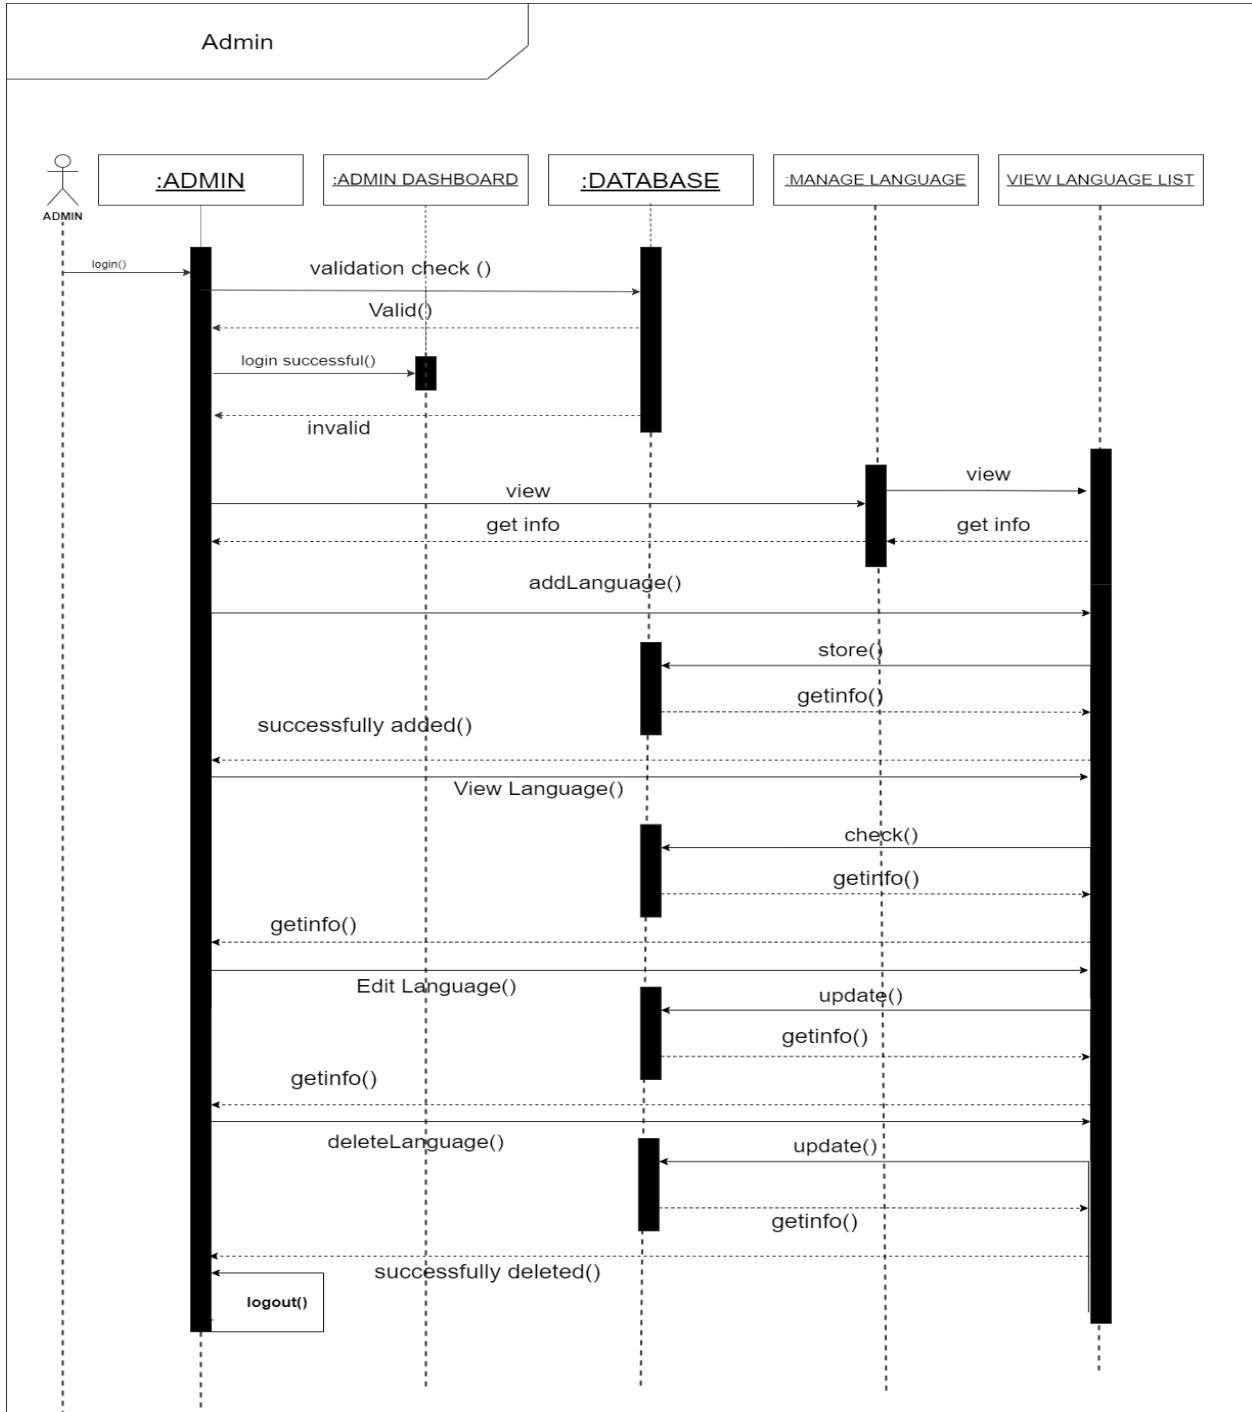 Admin
ADMIN
:ADMIN
:ADMIN DASHBOARD
:DATABASE
:MANAGE LANGUAGE
VIEW LANGUAGE LIST
login()
validation check ()
Valid()
login successful()
invalid
view
view
get info
get info
addLanguage()
store()
getinfo()
successfully added()
View Language()
check()
getinfo()
getinfo()
Edit Language()
update()
getinfo()
getinfo()
deleteLanguage()
update()
getinfo()
successfully deleted()
logout()